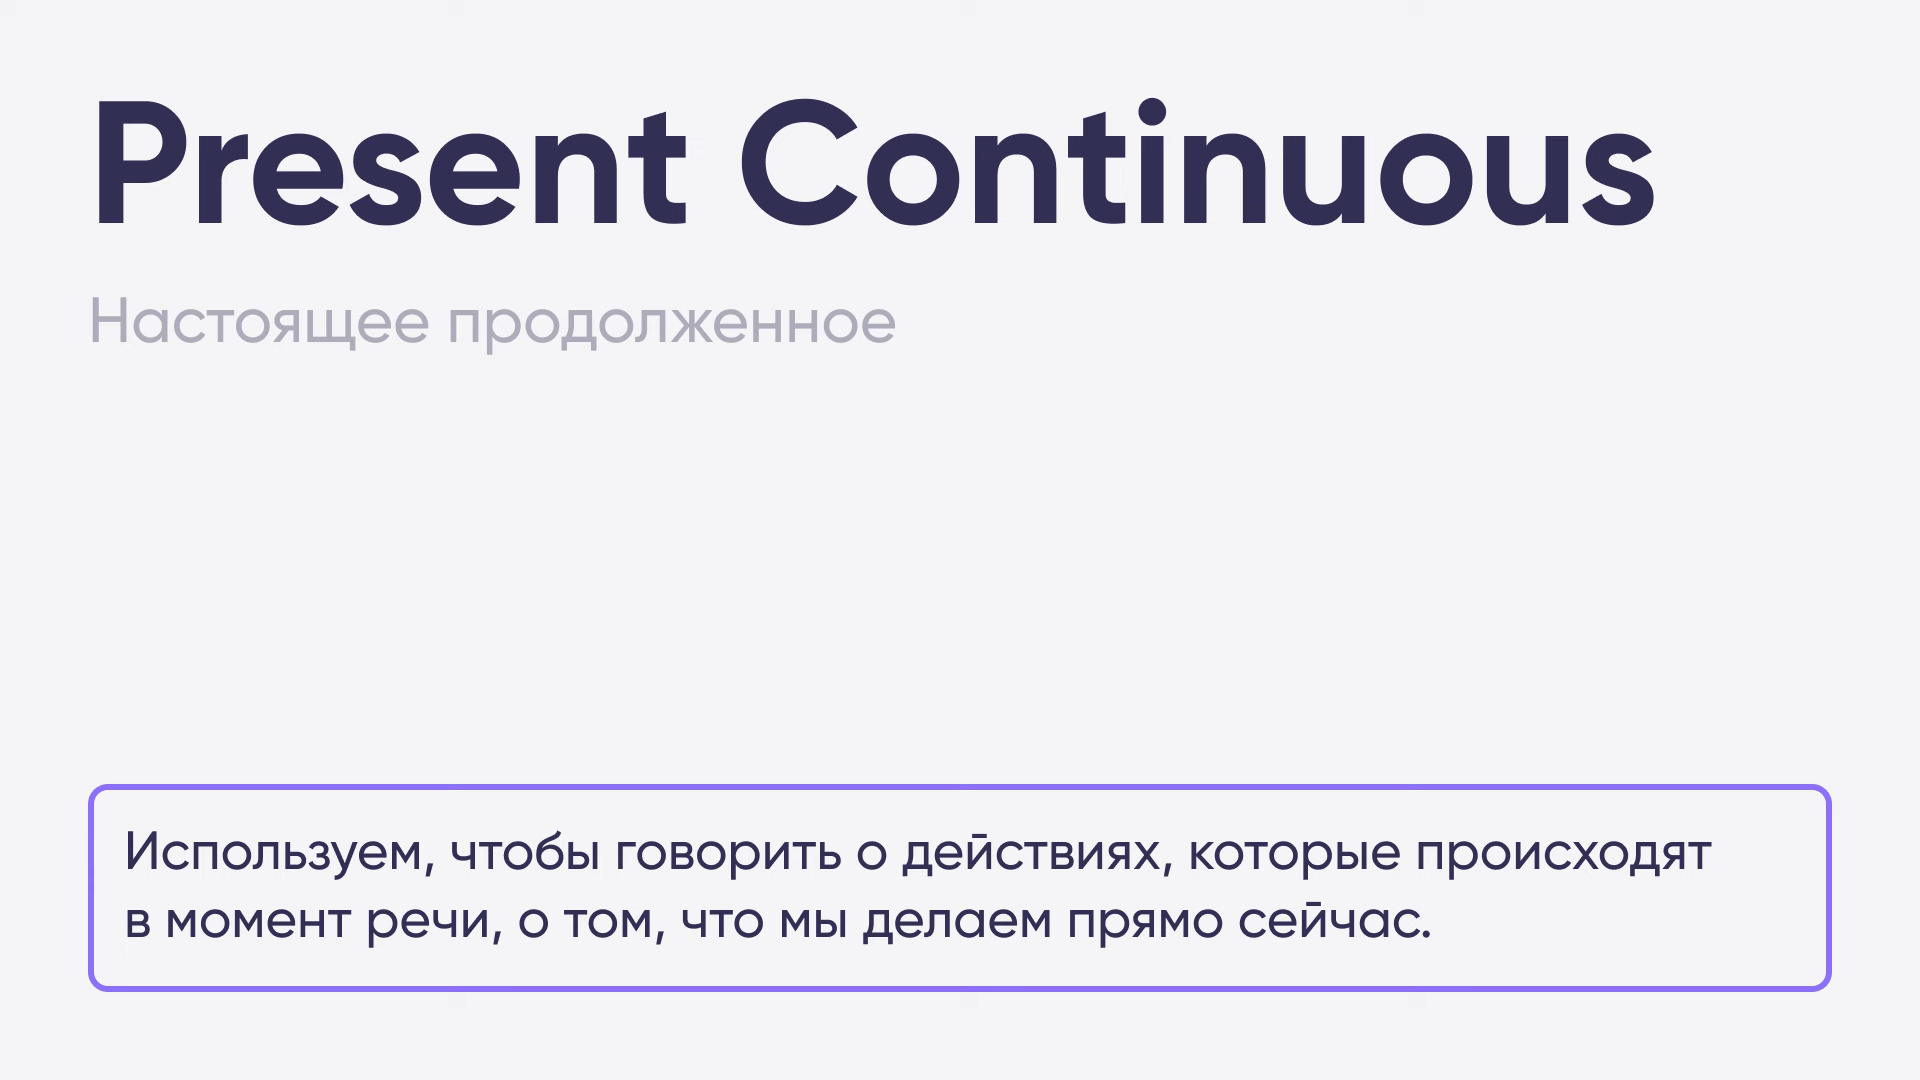 Present Continuous
Настоящее продолженное
Используем, чтобы говорить о действиях, которые происходят
в момент речи, о том, что мы делаем прямо сейчас.